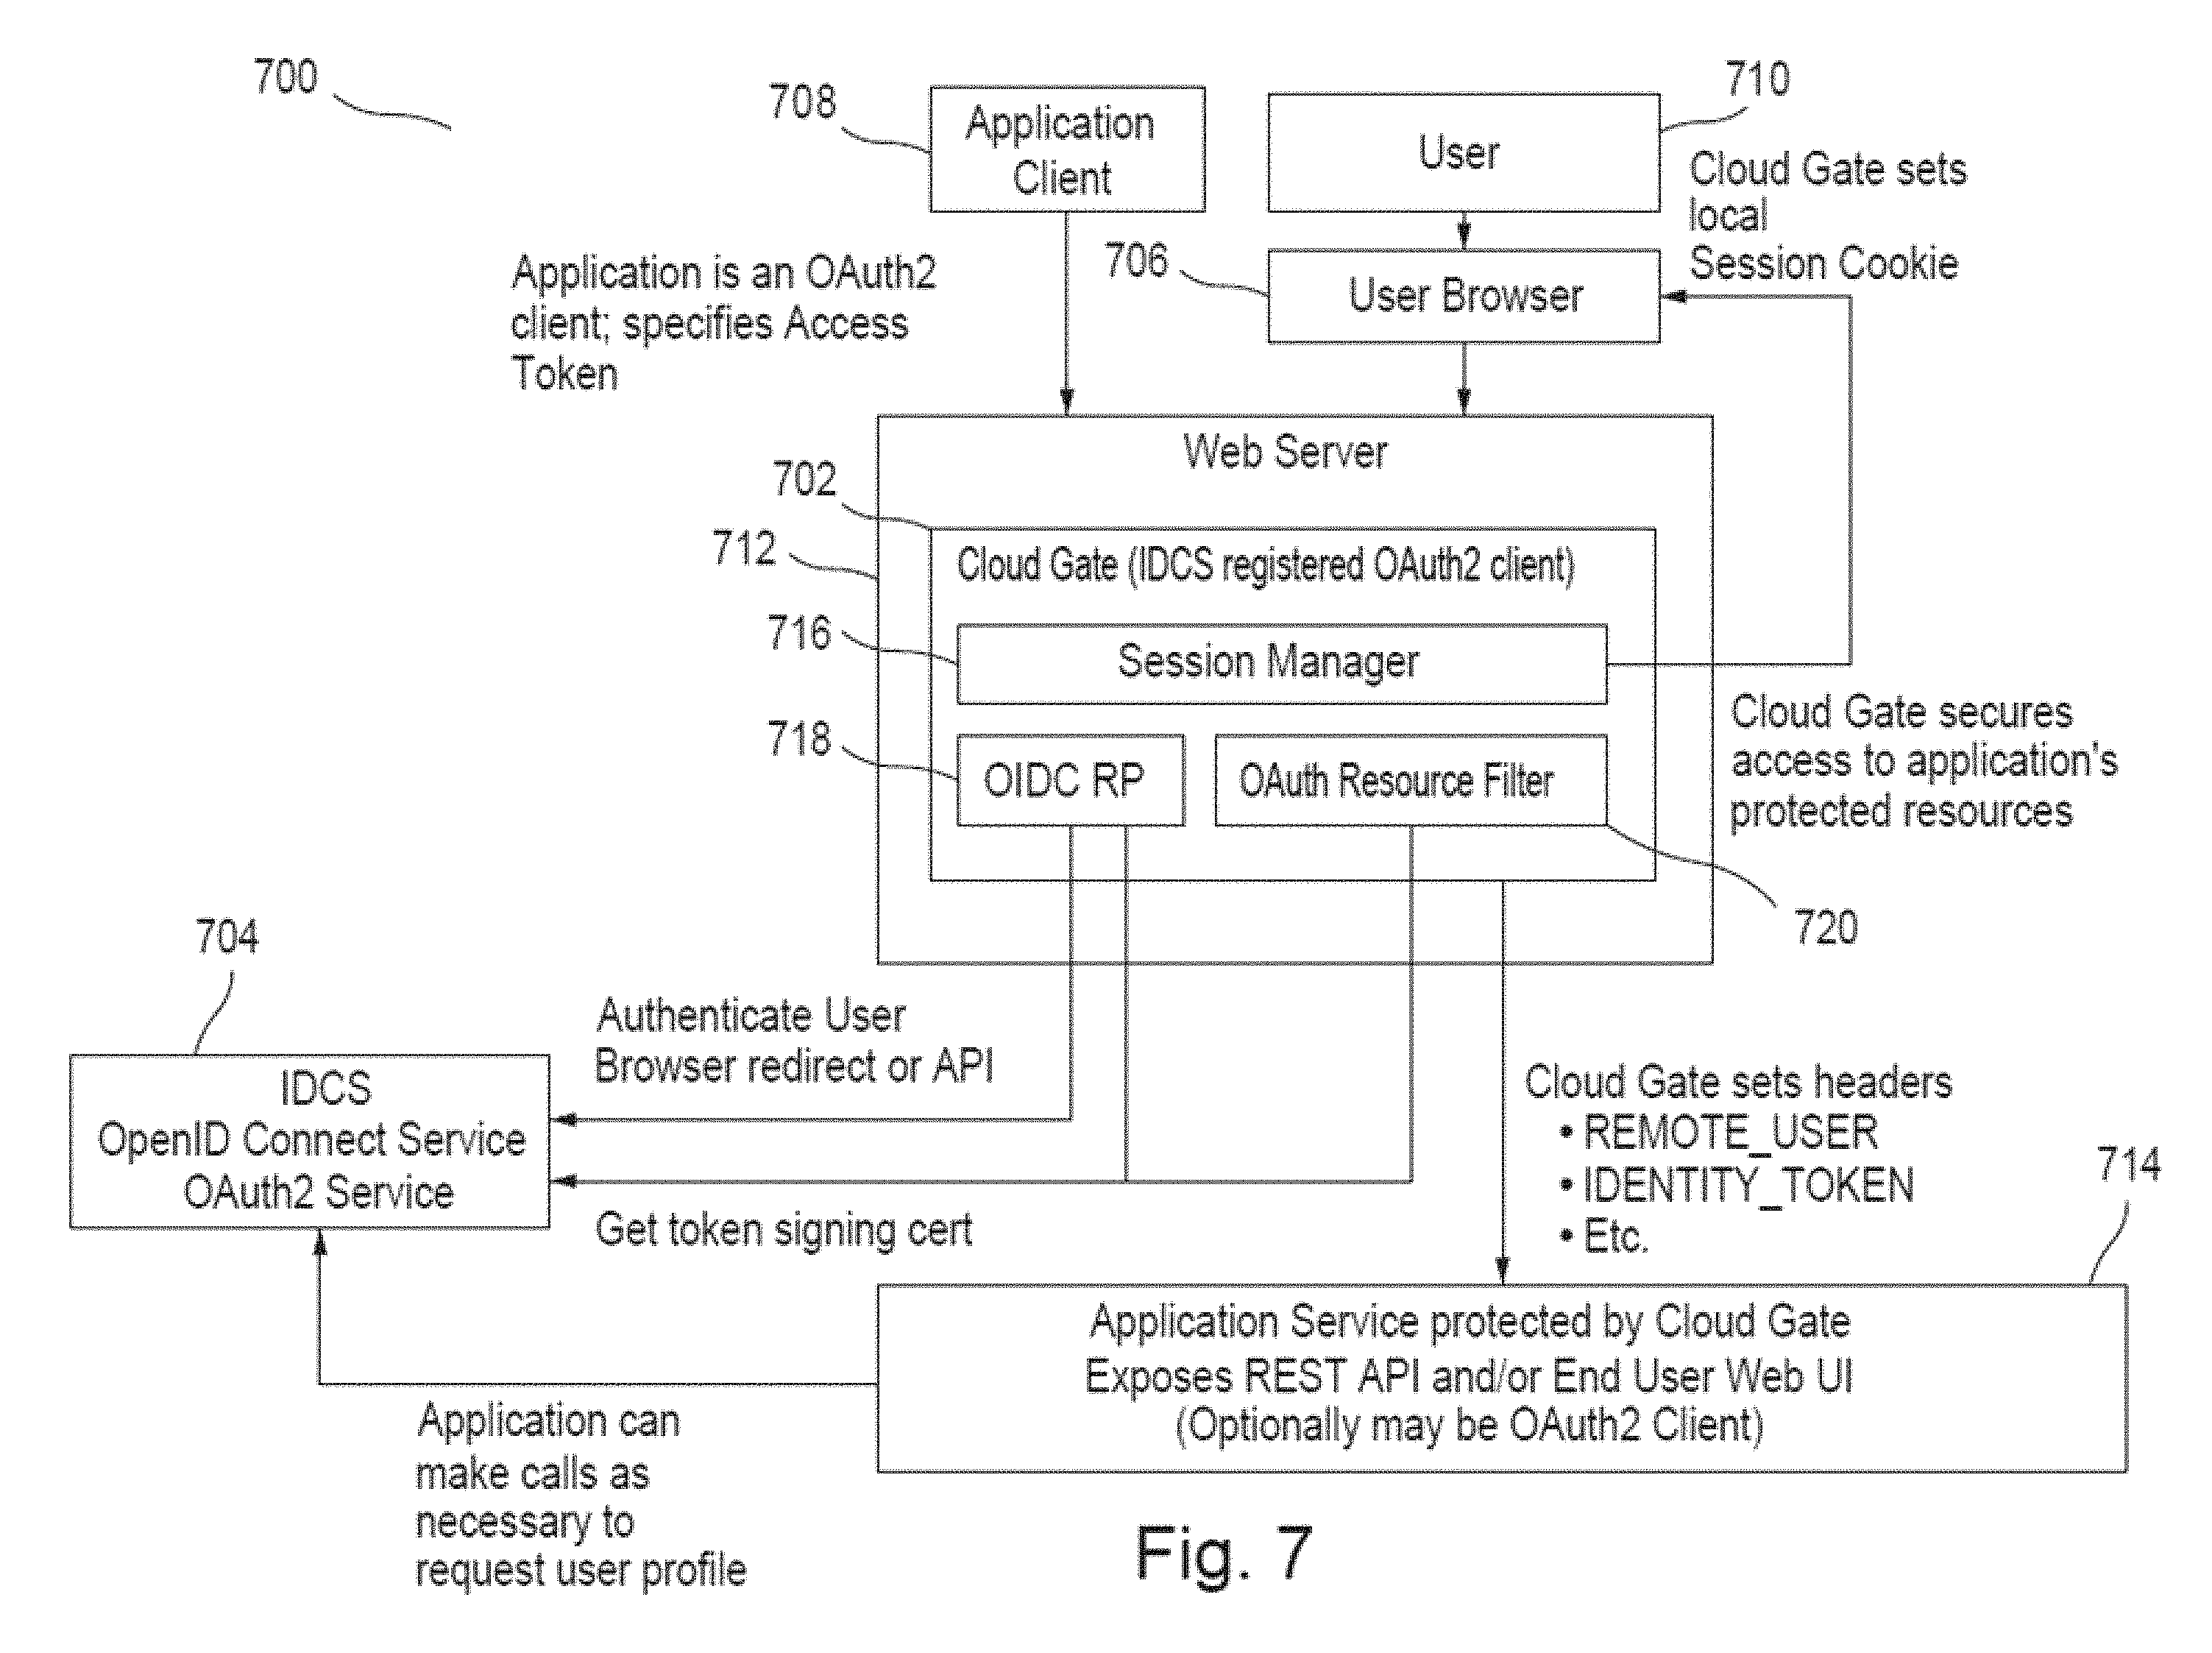 700
708
Application
Client
User
710
Cloud Gate sets
local
Session Cookie
Application is an OAuth2
client; specifies Access
Token
706
User Browser
Web Server
702
712
Cloud Gate (IDCS registered OAuth2 client)
716
Session Manager
718
OIDC RP
OAuth Resource Filter
Cloud Gate secures
access to application's
protected resources
720
704
IDCS
OpenID Connect Service
OAuth2 Service
Authenticate User
Browser redirect or API
Get token signing cert
Cloud Gate sets headers
• REMOTE_USER
• IDENTITY_TOKEN
• Etc.
714
Application Service protected by Cloud Gate
Exposes REST API and/or End User Web UI
(Optionally may be OAuth2 Client)
Application can
make calls as
necessary to
request user profile
Fig. 7